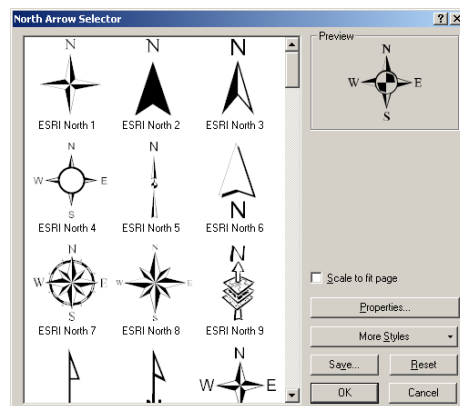 North Arrow Selector
N N N
ESRI North 1 ESRI North 2 ESRI North 3
N
W E
S
N
N
ESRI North 4 ESRI North 5 ESRI North 6
N
W E
S
N
W E
S
N
ESRI North 7 ESRI North 8 ESRI North 9
N
W E
Preview
N
W E
S
Scale to fit page
Properties...
More Styles
Save... Reset
OK Cancel